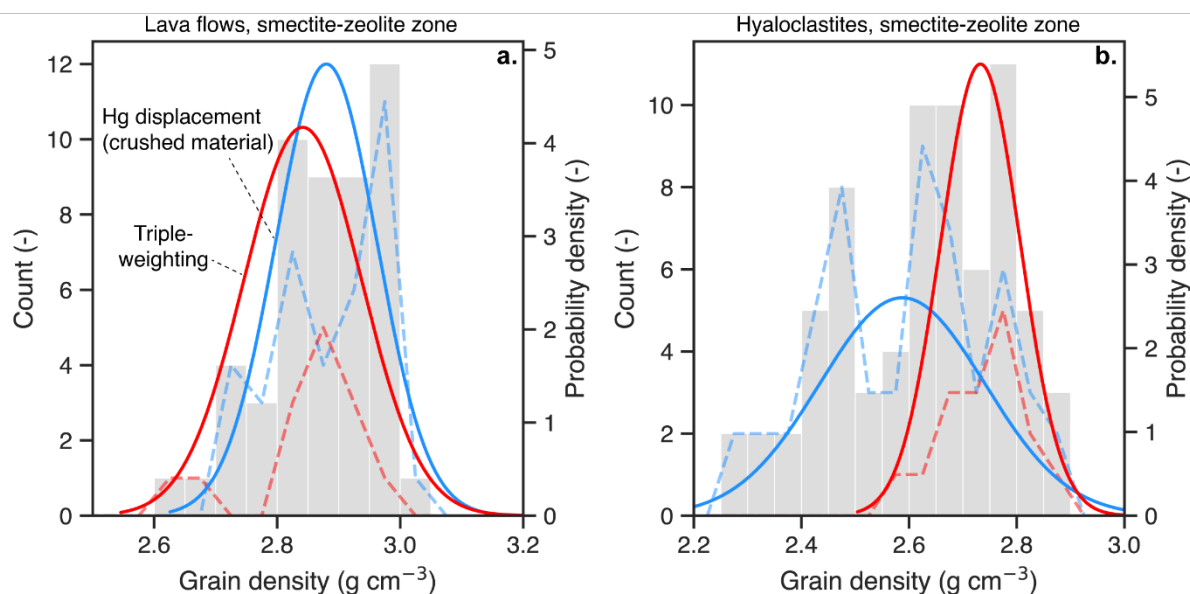 Lava flows, smectite-zeolite zone
a.
12
10
8
6
4
2
0
Count (-)
Hg displacement
(crushed material)
Triple-
weighting
5
4
3
2
1
0
Probability density (-)
2.6
2.8
3.0
3.2
Grain density (g cm⁻³)
Hyaloclastites, smectite-zeolite zone
b.
10
8
6
4
2
0
Count (-)
5
4
3
2
1
0
Probability density (-)
2.2
2.4
2.6
2.8
3.0
Grain density (g cm⁻³)